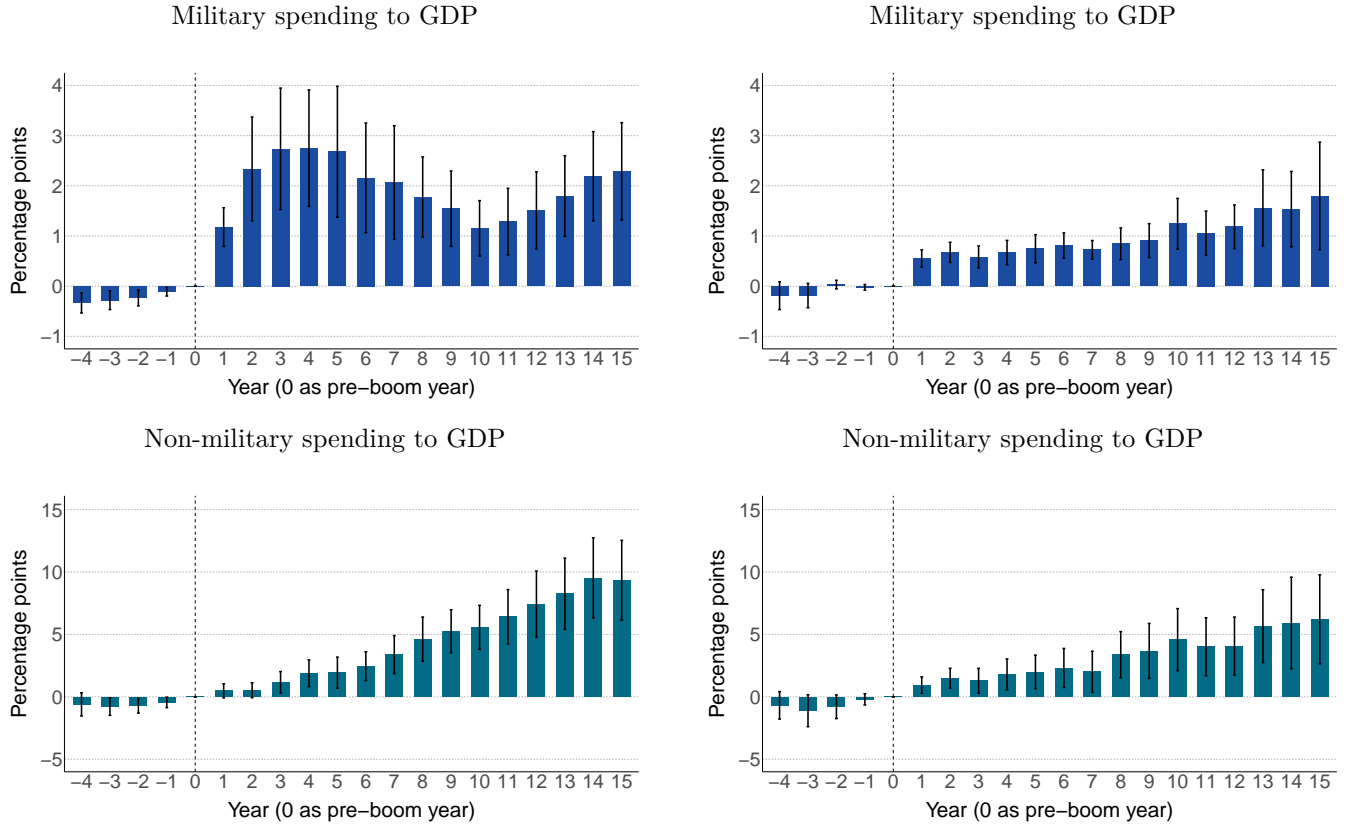 Military spending to GDP
Percentage points
4
3
2
1
0
−1
−4 −3 −2 −1 0 1 2 3 4 5 6 7 8 9 10 11 12 13 14 15
Year (0 as pre−boom year)
Military spending to GDP
Percentage points
4
3
2
1
0
−1
−4 −3 −2 −1 0 1 2 3 4 5 6 7 8 9 10 11 12 13 14 15
Year (0 as pre−boom year)
Non-military spending to GDP
Percentage points
15
10
5
0
−5
−4 −3 −2 −1 0 1 2 3 4 5 6 7 8 9 10 11 12 13 14 15
Year (0 as pre−boom year)
Non-military spending to GDP
Percentage points
15
10
5
0
−5
−4 −3 −2 −1 0 1 2 3 4 5 6 7 8 9 10 11 12 13 14 15
Year (0 as pre−boom year)